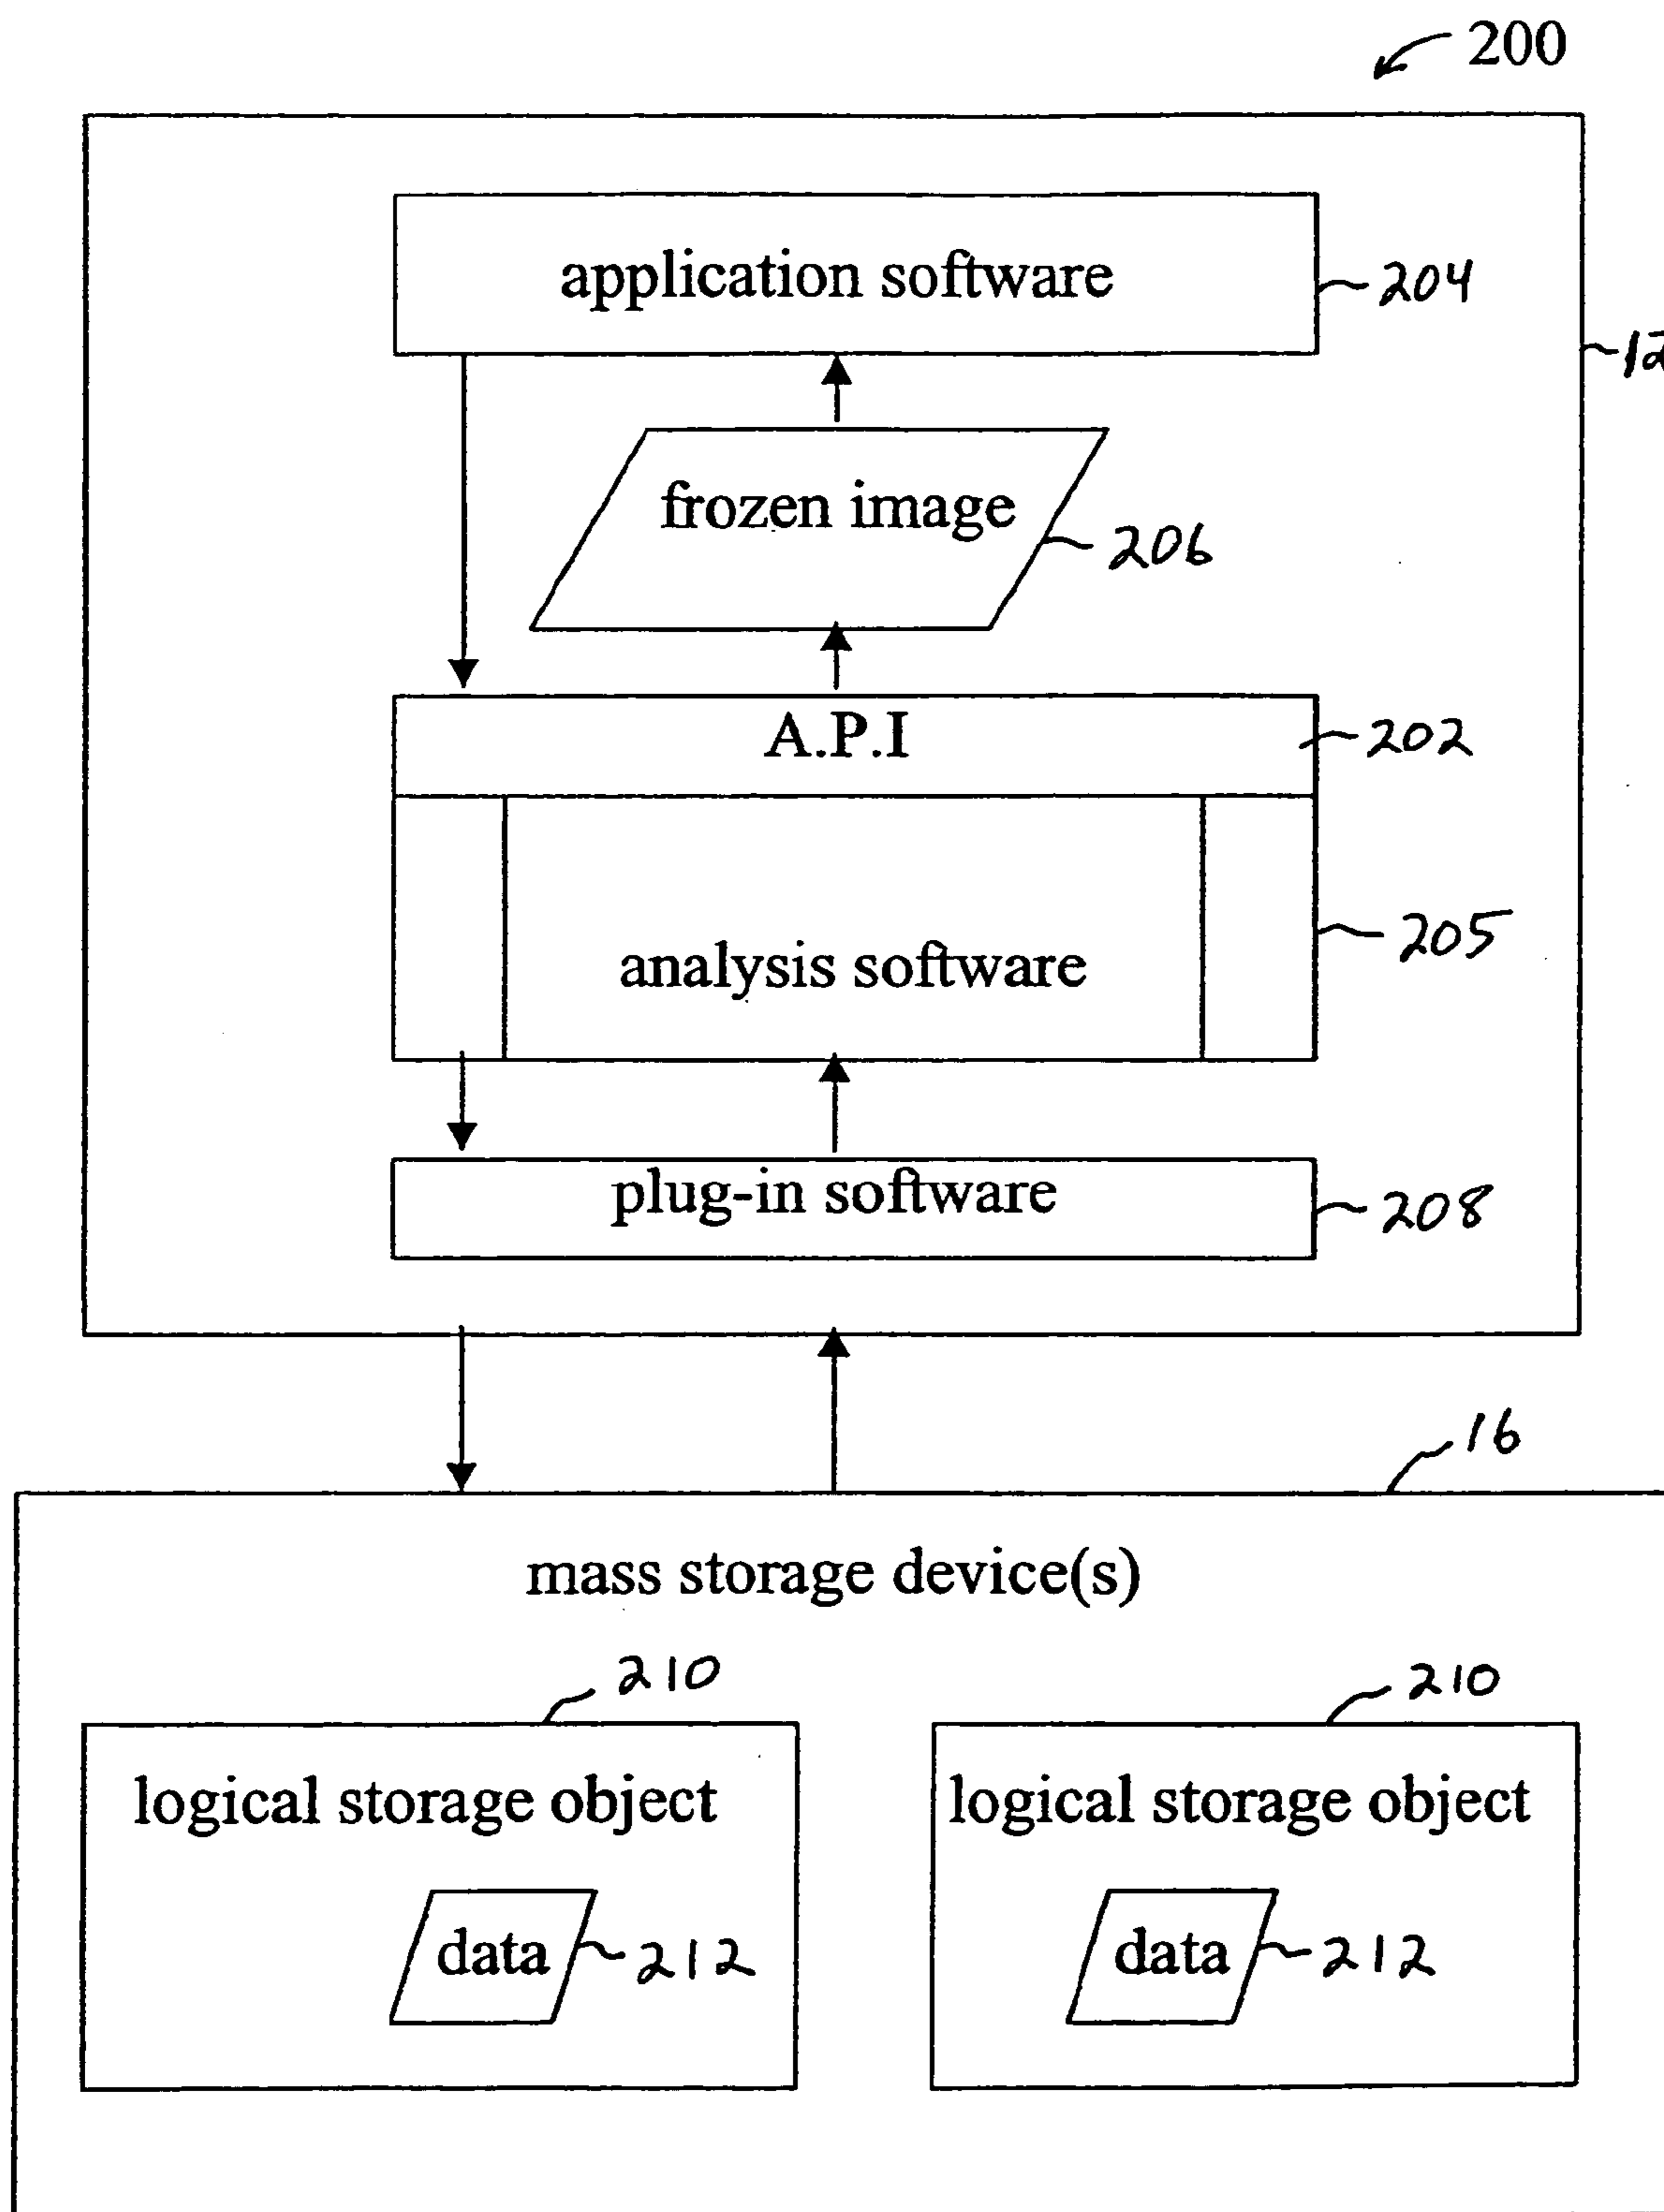 200
application software
204
12
frozen image
206
A.P.I
202
analysis software
205
plug-in software
208
16
mass storage device(s)
210
210
logical storage object
logical storage object
data
212
data
212